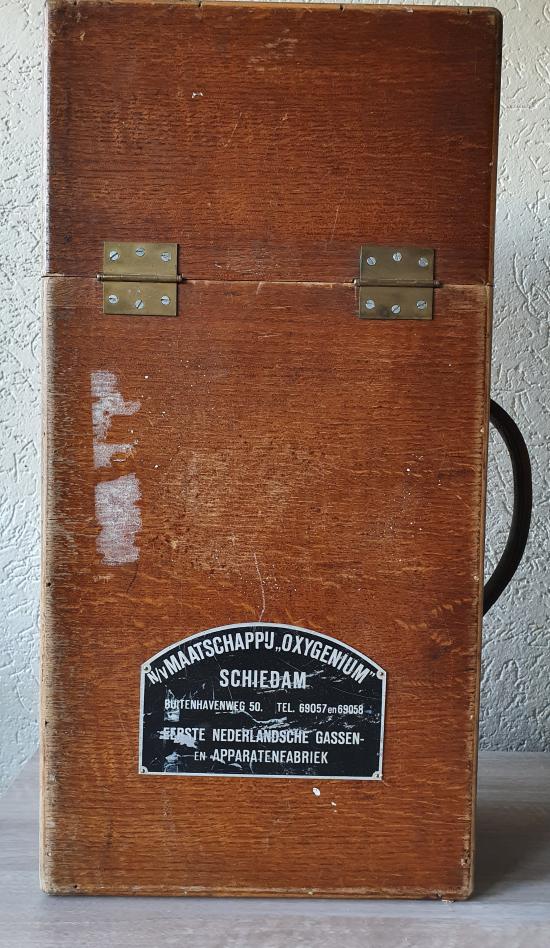 N/V MAATSCHAPPIJ „OXYGENIUM”
SCHIEDAM
BUITENHAVENWEG 50. TEL. 69057 en 69058
EERSTE NEDERLANDSCHE GASSEN-
EN APPARATENFABRIEK